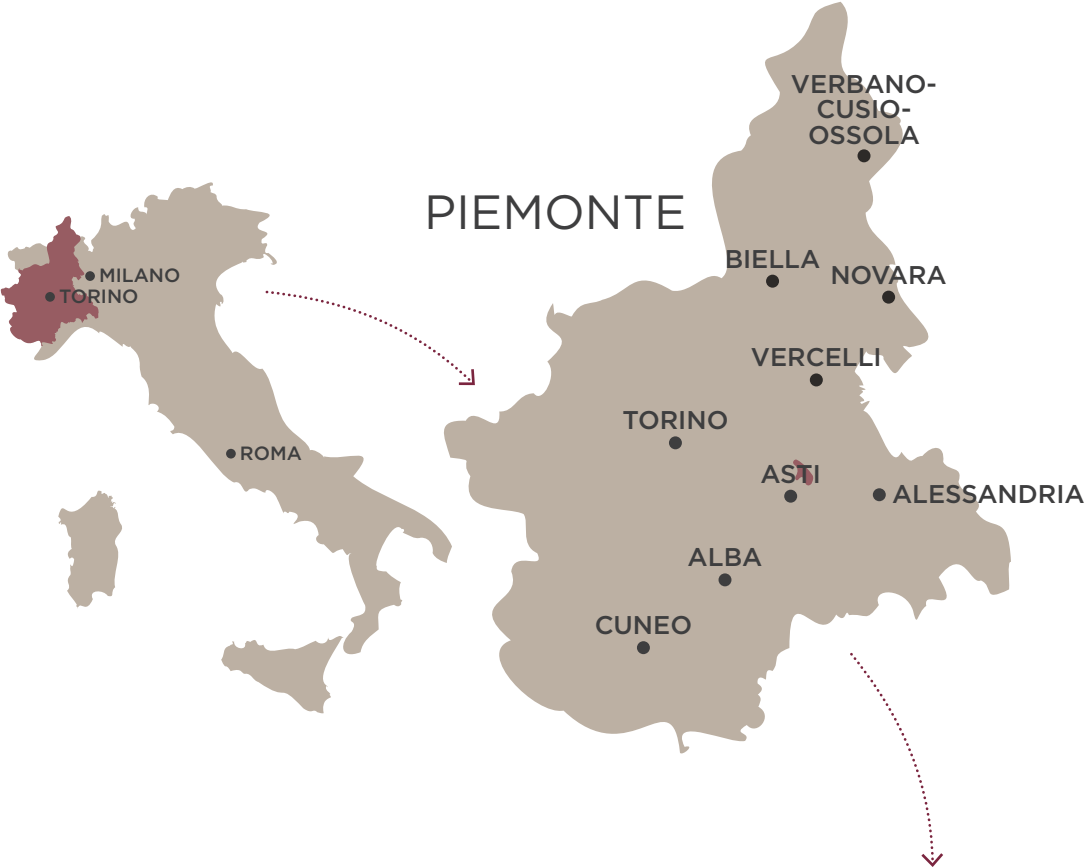 VERBANO-
CUSIO-
OSSOLA
PIEMONTE
BIELLA
NOVARA
MILANO
TORINO
VERCELLI
TORINO
ROMA
ASTI
ALESSANDRIA
ALBA
CUNEO